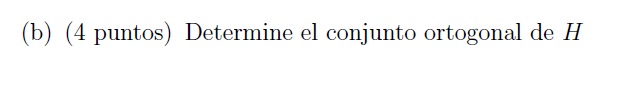 (b) (4 puntos) Determine el conjunto ortogonal de H